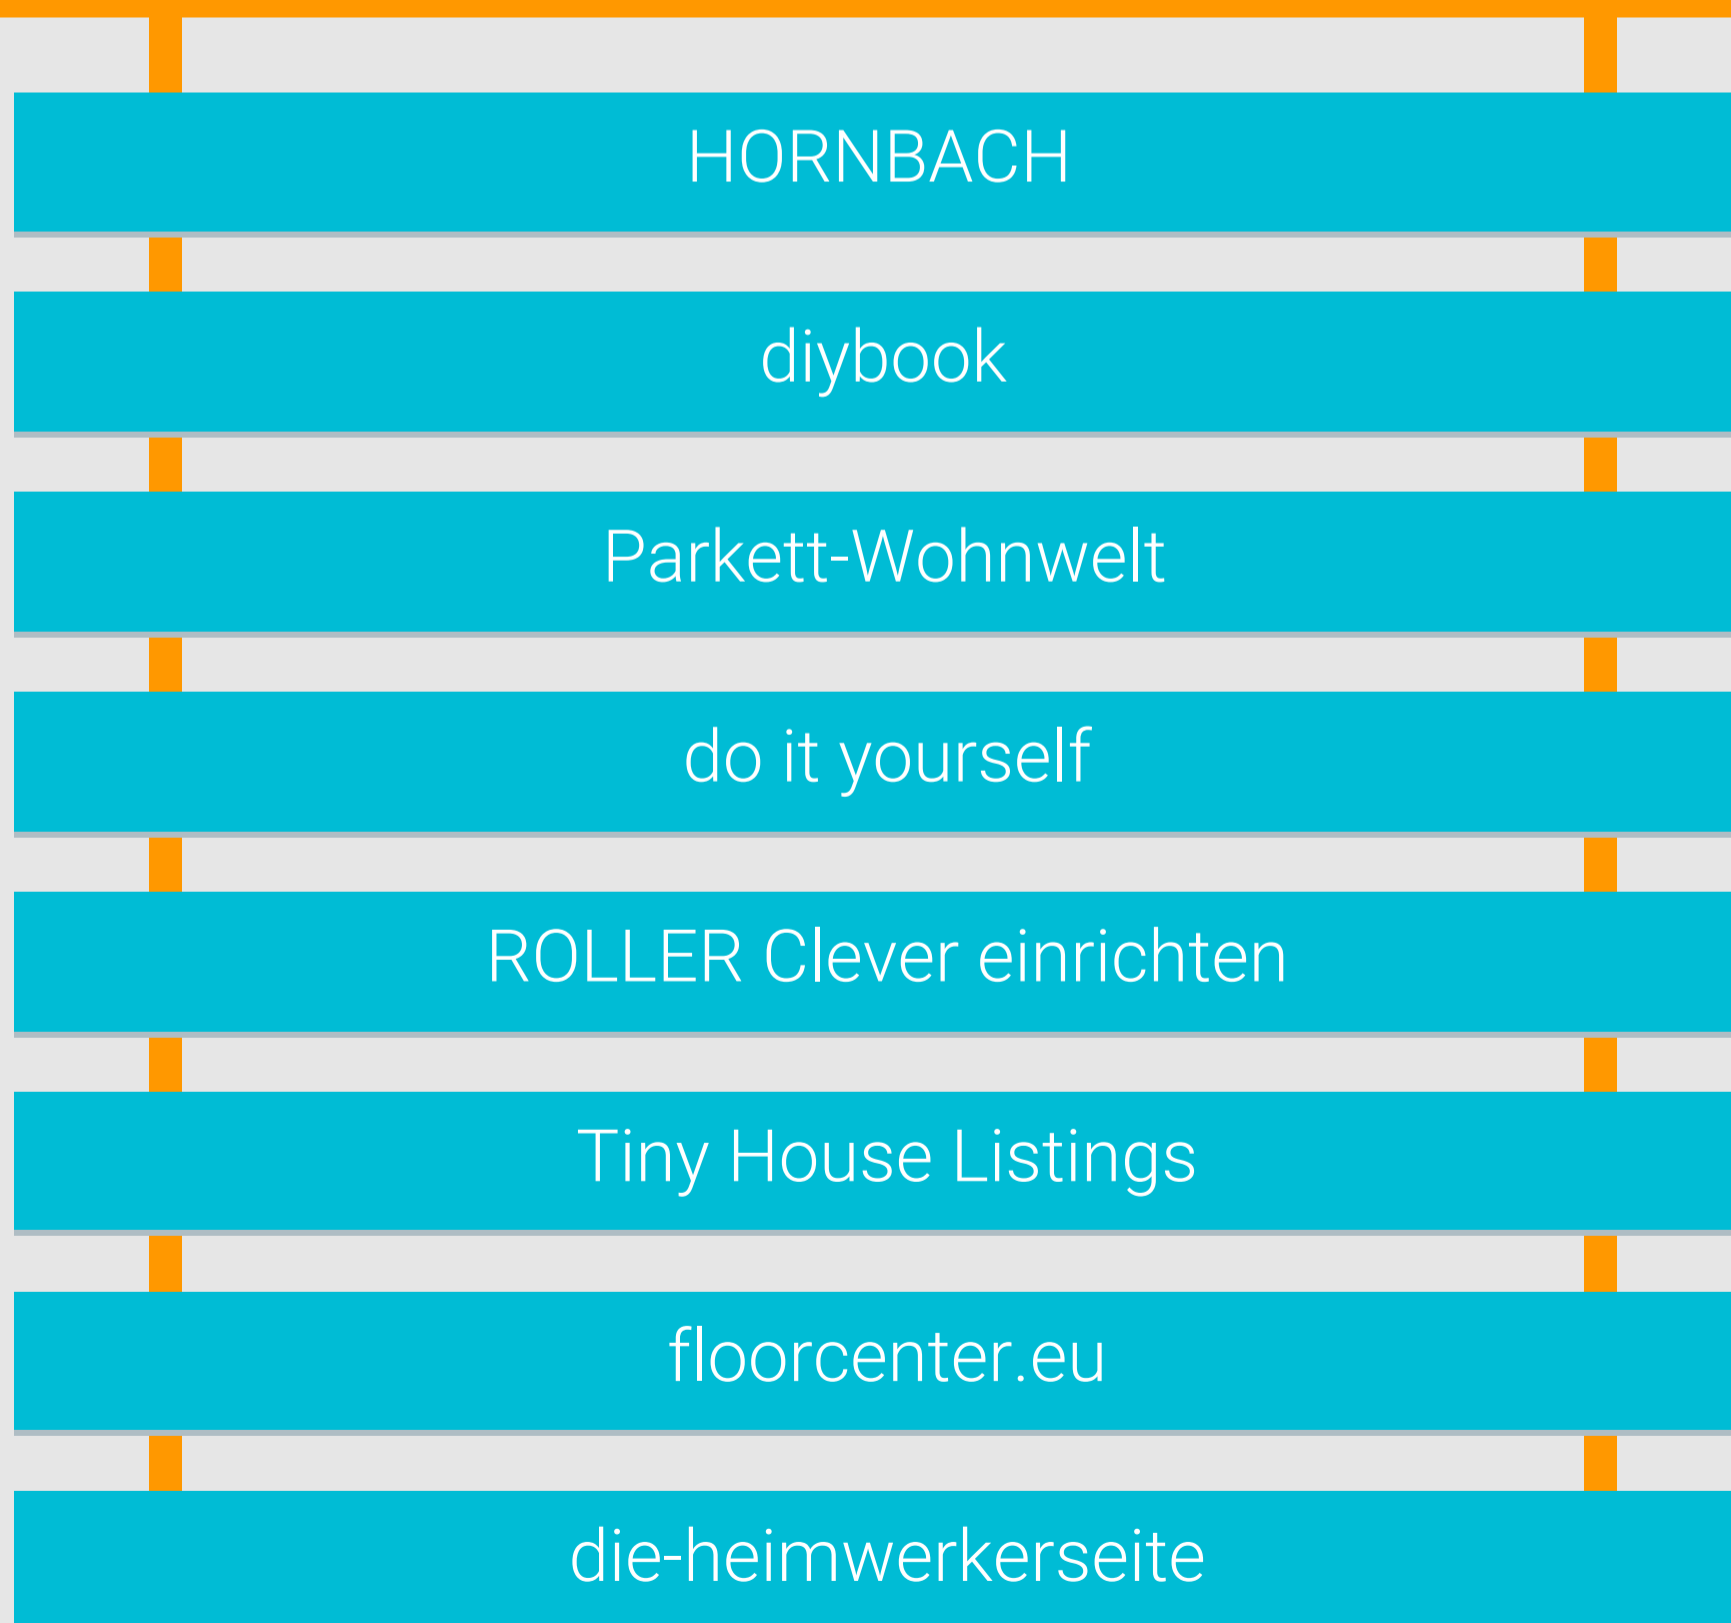 HORNBACH
diybook
Parkett-Wohnwelt
do it yourself
ROLLER Clever einrichten
Tiny House Listings
floorcenter.eu
die-heimwerkerseite